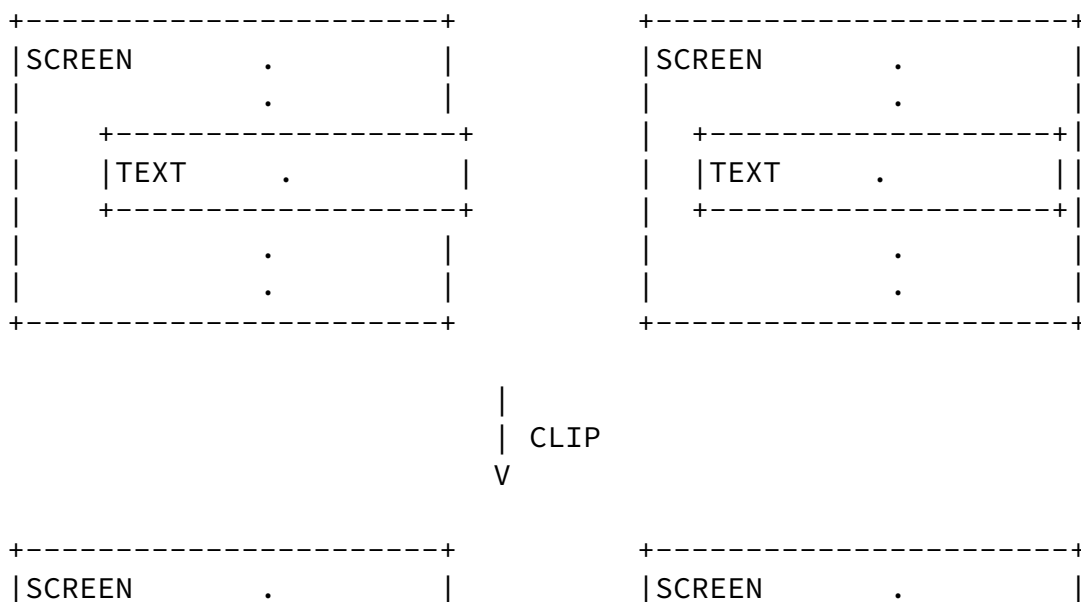 +-----------------------+ +-----------------------+
|SCREEN . | |SCREEN . |
| . | | . |
| +-------------------+ | +-------------------+|
| |TEXT . | | |TEXT . ||
| +-------------------+ | +-------------------+|
| . | | . |
| . | | . |
+-----------------------+ +-----------------------+
|
| CLIP
V
+-----------------------+ +-----------------------+
|SCREEN . | |SCREEN . |